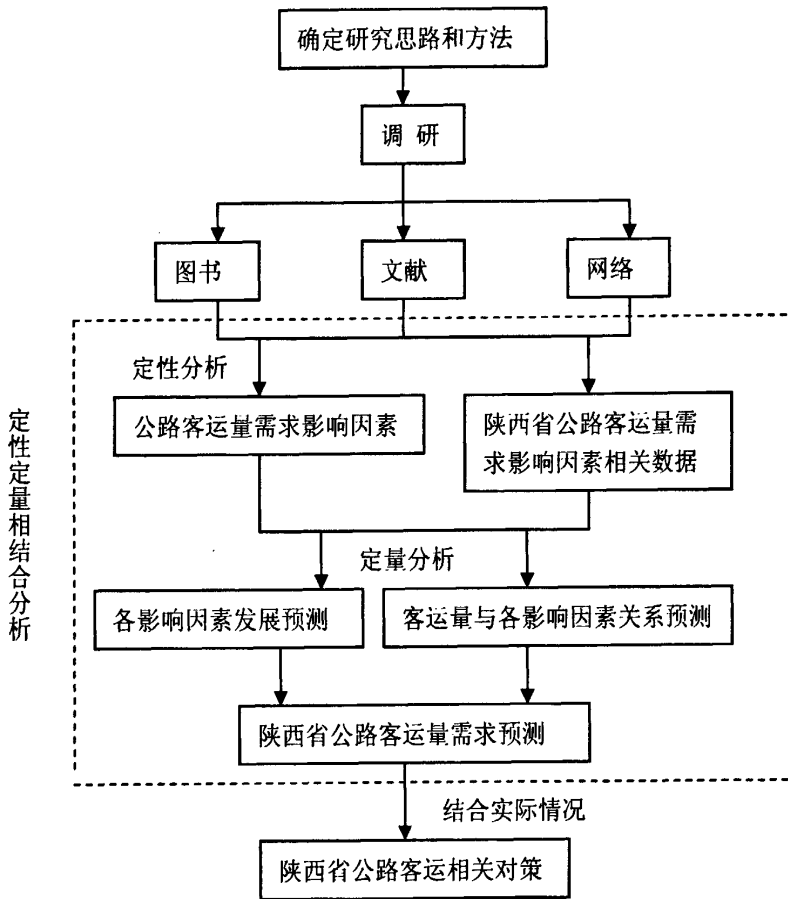 确定研究思路和方法
调 研
图书
文献
网络
定性分析
公路客运量需求影响因素
陕西省公路客运量需
求影响因素相关数据
定性定量相结合分析
定量分析
各影响因素发展预测
客运量与各影响因素关系预测
陕西省公路客运量需求预测
结合实际情况
陕西省公路客运相关对策